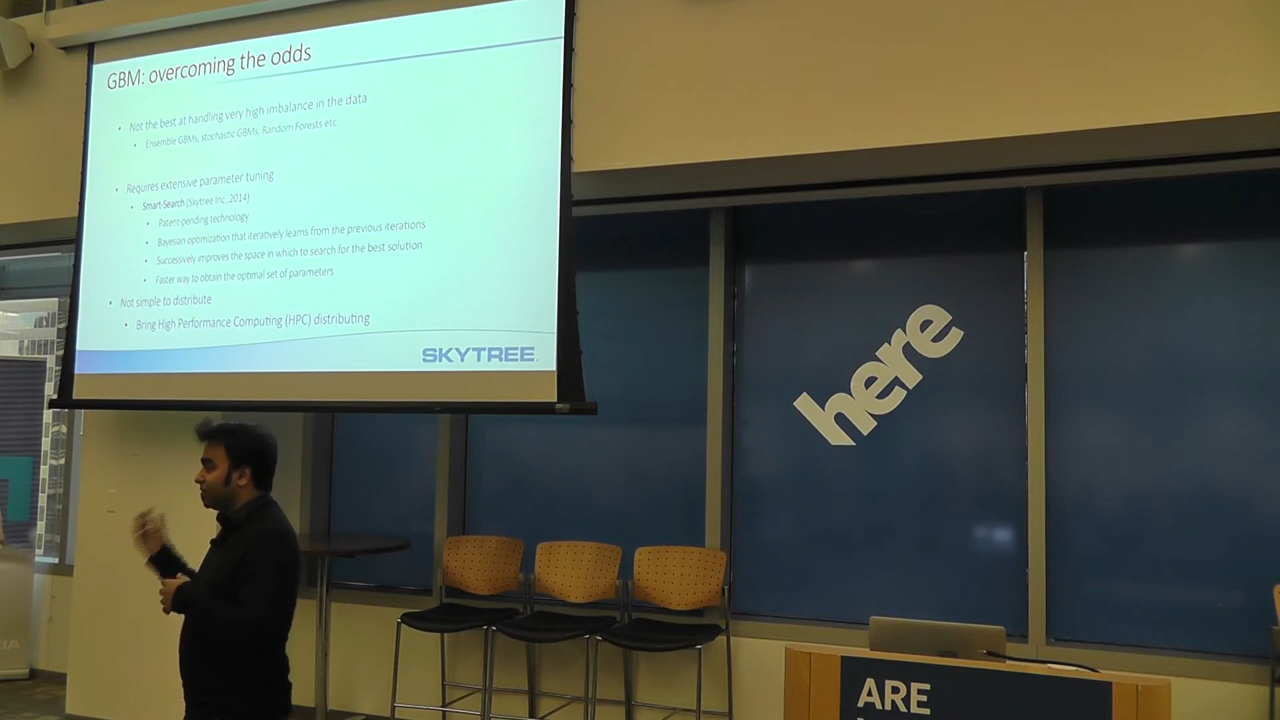 GBM: overcoming the odds
Not the best at handling very high imbalance in the data
Ensemble GBMs, stochastic GBMs, Random Forests etc
Requires extensive parameter tuning
Smart-Search (Skytree Inc., 2014)
Patent-pending technology
Bayesian optimization that iteratively learns from the previous iterations
Successively improves the space in which to search for the best solution
Faster way to obtain the optimal set of parameters
Not simple to distribute
Bring High Performance Computing (HPC) distributing
SKYTREE
here
ARE